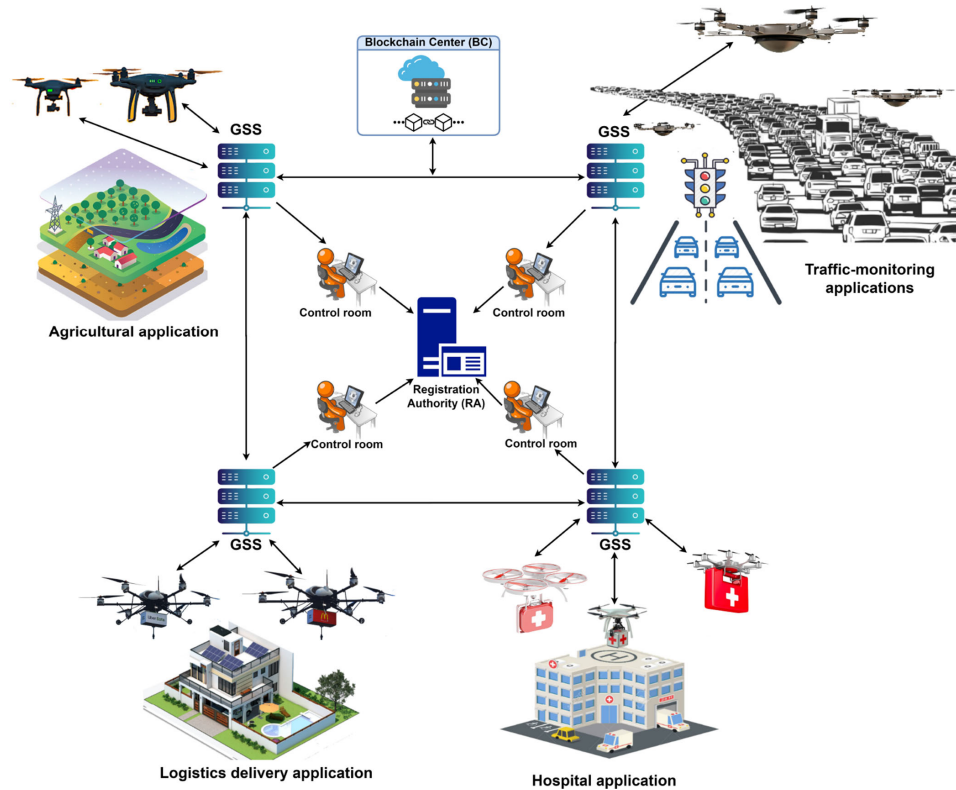 Blockchain Center (BC)
GSS
GSS
Traffic-monitoring
applications
Agricultural application
Control room
Control room
Registration
Authority (RA)
Control room
Control room
GSS
GSS
Logistics delivery application
Hospital application